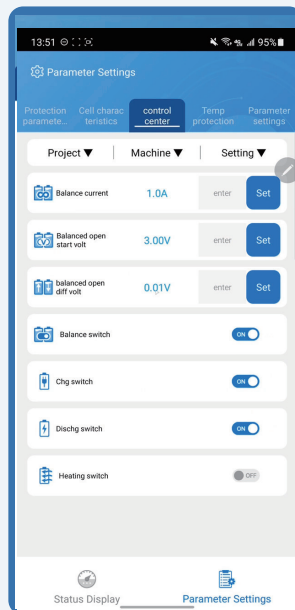 13:51 95%
Parameter Settings
Protection paramete... Cell charac teristics control center Temp protection Parameter settings
Project ▼ Machine ▼ Setting ▼
Balance current 1.0A enter Set
Balanced open start volt 3.00V enter Set
balanced open diff volt 0.01V enter Set
Balance switch ON
Chg switch ON
Dischg switch ON
Heating switch OFF
Status Display Parameter Settings